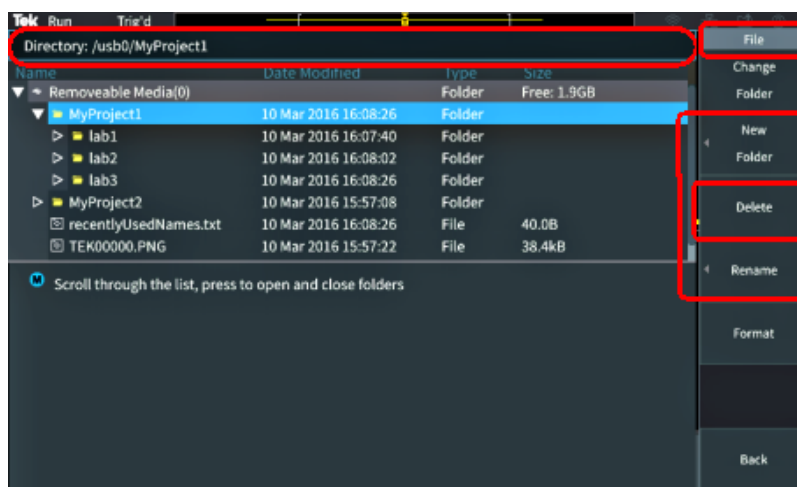 Tek Run Trig'd
Directory: /usb0/MyProject1
Name Date Modified Type Size
Removeable Media(0) Folder Free: 1.9GB
MyProject1 10 Mar 2016 16:08:26 Folder
lab1 10 Mar 2016 16:07:40 Folder
lab2 10 Mar 2016 16:08:02 Folder
lab3 10 Mar 2016 16:08:26 Folder
MyProject2 10 Mar 2016 15:57:08 Folder
recentlyUsedNames.txt 10 Mar 2016 16:08:26 File 40.0B
TEK00000.PNG 10 Mar 2016 15:57:22 File 38.4kB
M Scroll through the list, press to open and close folders
File
Change
Folder
New
Folder
Delete
Rename
Format
Back